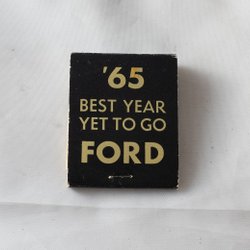 '65
BEST YEAR
YET TO GO
FORD